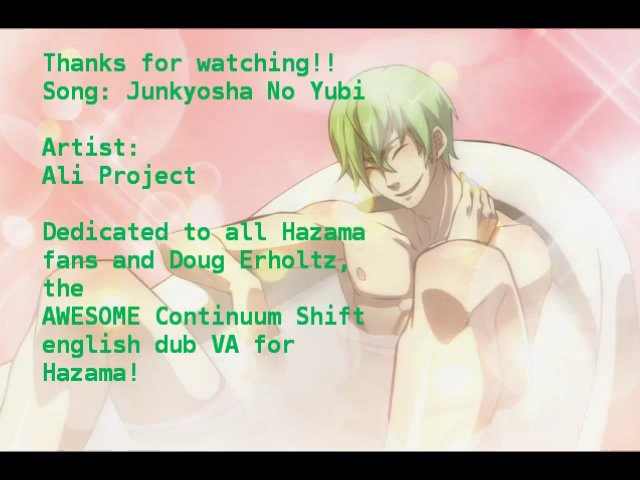 Thanks for watching!!
Song: Junkyosha No Yubi
Artist:
Ali Project
Dedicated to all Hazama
fans and Doug Erholtz,
the
AWESOME Continuum Shift
english dub VA for
Hazama!